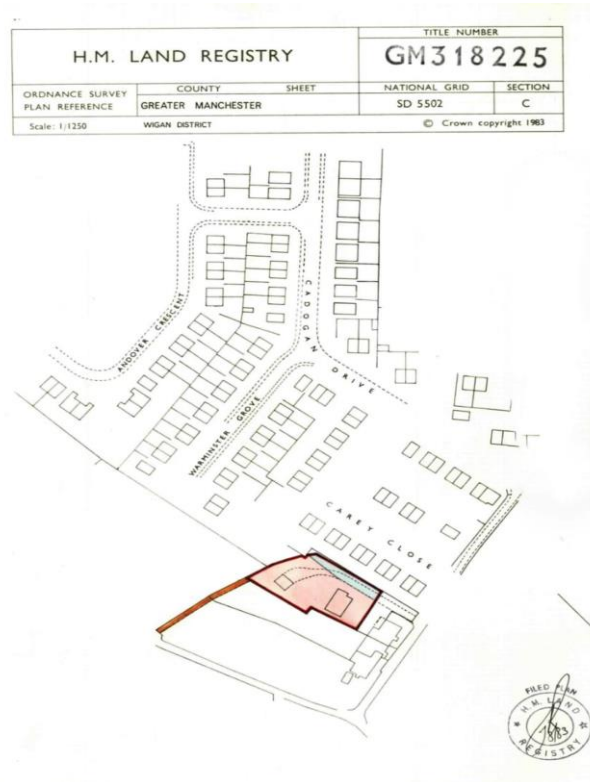 TITLE NUMBER
H.M. LAND REGISTRY
GM318225
ORDNANCE SURVEY
PLAN REFERENCE
COUNTY
SHEET
NATIONAL GRID
SECTION
GREATER MANCHESTER
SD 5502
C
Scale: 1/1250
WIGAN DISTRICT
© Crown copyright 1983
ANDOVER CRESCENT
CADOGAN DRIVE
WARMINSTER GROVE
CAREY CLOSE
FILED PLAN
H.M. LAND
REGISTRY